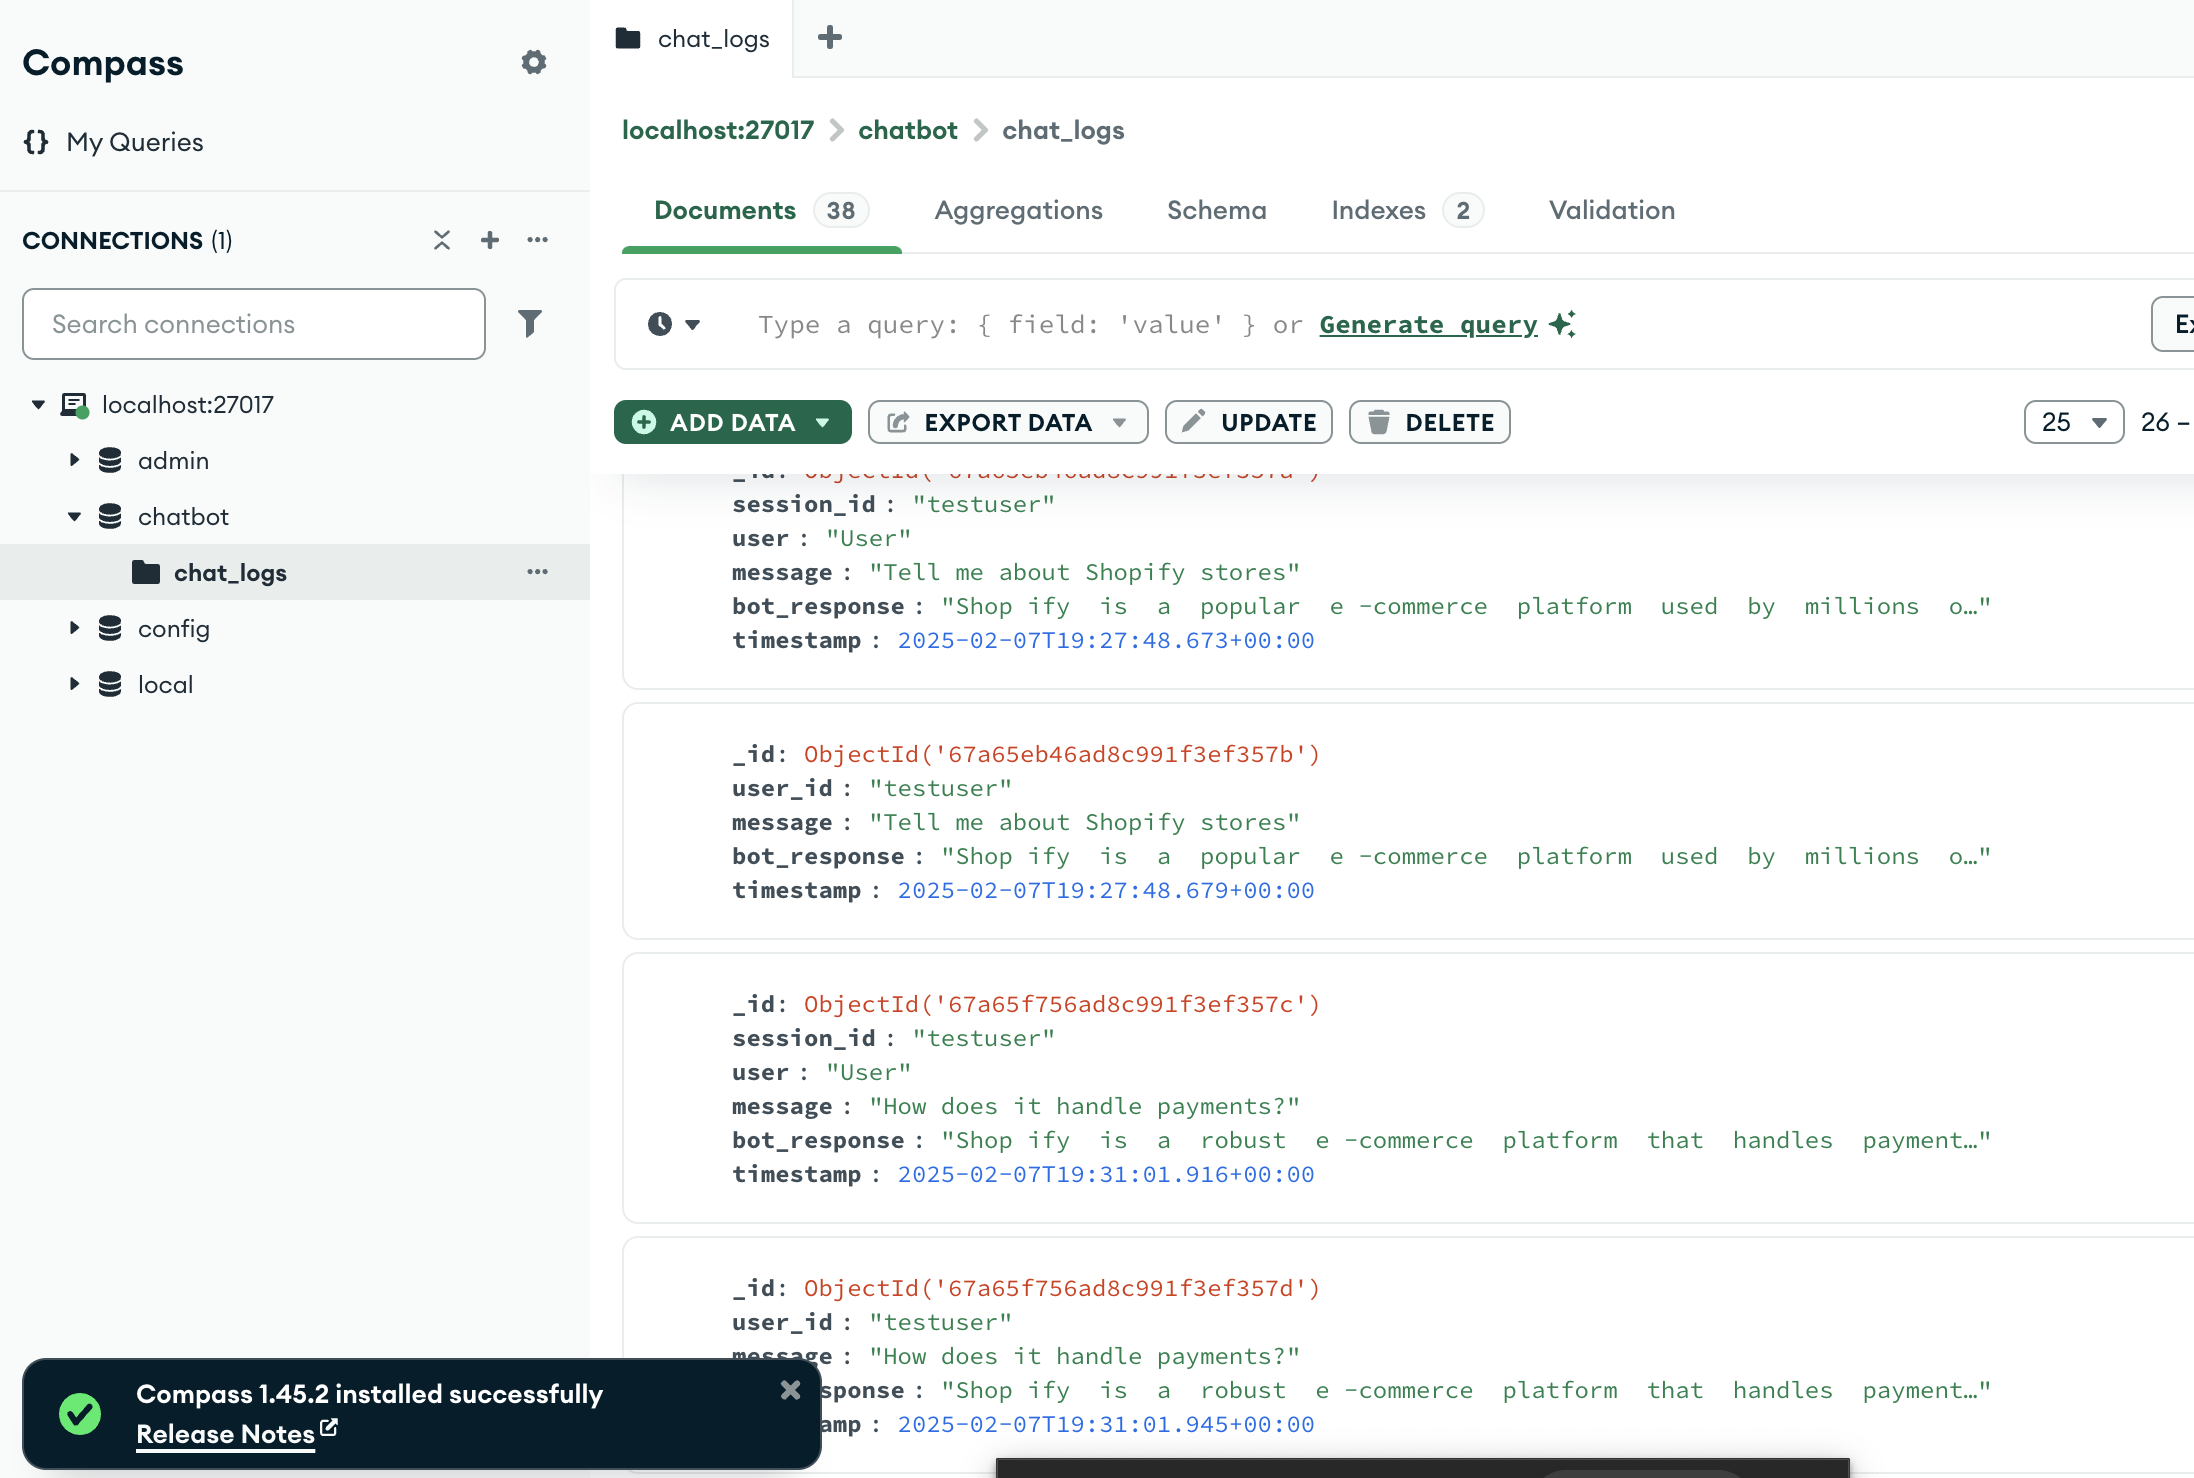 Compass
My Queries
CONNECTIONS (1)
Search connections
localhost:27017
admin
chatbot
chat_logs
config
local
chat_logs
localhost:27017 > chatbot > chat_logs
Documents 38 Aggregations Schema Indexes 2 Validation
Type a query: { field: 'value' } or Generate query
ADD DATA EXPORT DATA UPDATE DELETE 25 26 –
session_id : "testuser"
user : "User"
message : "Tell me about Shopify stores"
bot_response : "Shop ify  is  a  popular  e -commerce  platform  used  by  millions  o…"
timestamp : 2025-02-07T19:27:48.673+00:00
_id: ObjectId('67a65eb46ad8c991f3ef357b')
user_id : "testuser"
message : "Tell me about Shopify stores"
bot_response : "Shop ify  is  a  popular  e -commerce  platform  used  by  millions  o…"
timestamp : 2025-02-07T19:27:48.679+00:00
_id: ObjectId('67a65f756ad8c991f3ef357c')
session_id : "testuser"
user : "User"
message : "How does it handle payments?"
bot_response : "Shop ify  is  a  robust  e -commerce  platform  that  handles  payment…"
timestamp : 2025-02-07T19:31:01.916+00:00
_id: ObjectId('67a65f756ad8c991f3ef357d')
user_id : "testuser"
message : "How does it handle payments?"
sponse : "Shop ify  is  a  robust  e -commerce  platform  that  handles  payment…"
amp : 2025-02-07T19:31:01.945+00:00
Compass 1.45.2 installed successfully
Release Notes